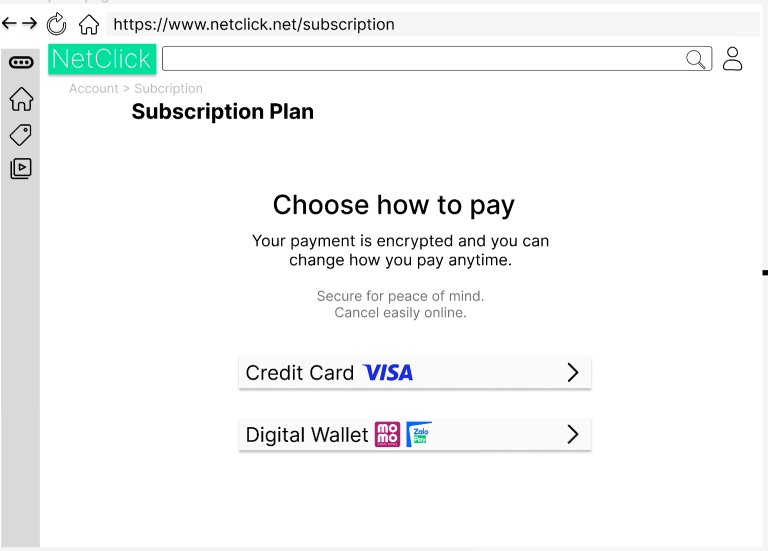 https://www.netclick.net/subscription
NetClick
Account > Subcription
Subscription Plan
Choose how to pay
Your payment is encrypted and you can
change how you pay anytime.
Secure for peace of mind.
Cancel easily online.
Credit Card VISA
Digital Wallet mo mo Zalo Pay